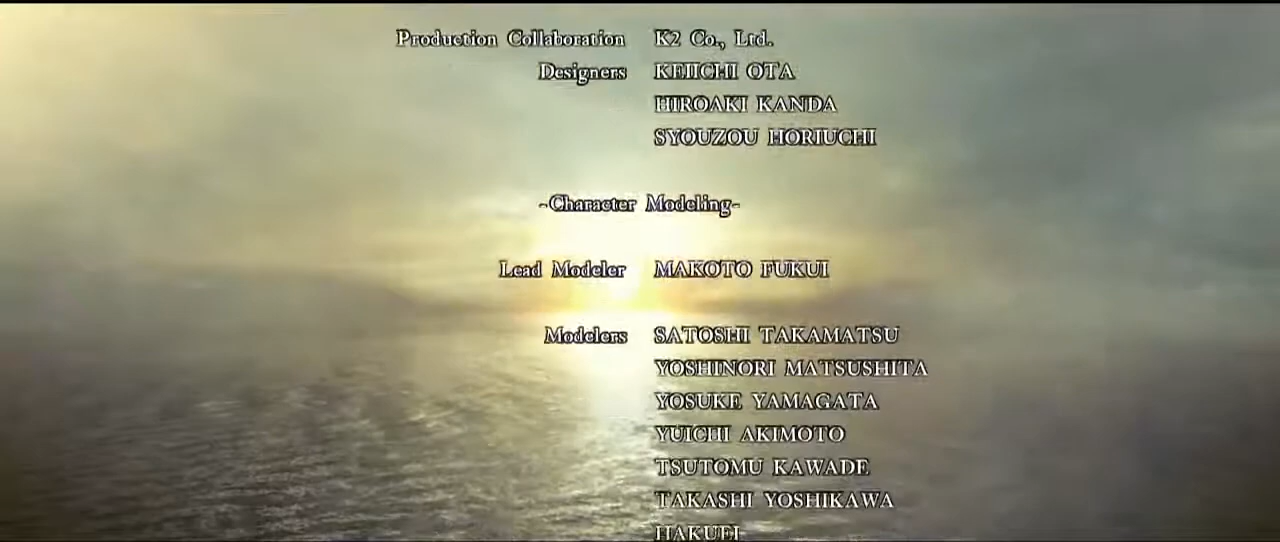 Production Collaboration K2 Co., Ltd.
Designers KEIICHI OTA
HIROAKI KANDA
SYOUZOU HORIUCHI
-Character Modeling-
Lead Modeler MAKOTO FUKUI
Modelers SATOSHI TAKAMATSU
YOSHINORI MATSUSHITA
YOSUKE YAMAGATA
YUICHI AKIMOTO
TSUTOMU KAWADE
TAKASHI YOSHIKAWA
HAKUEI